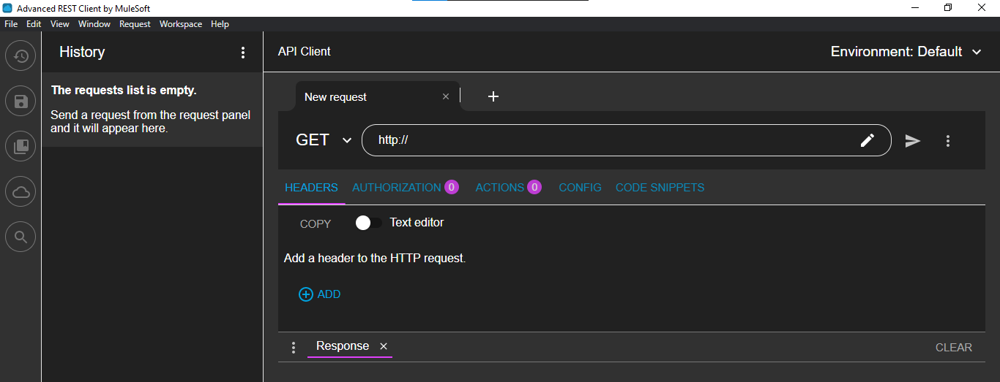 Advanced REST Client by MuleSoft
File Edit View Window Request Workspace Help
History
API Client
Environment: Default
The requests list is empty.
Send a request from the request panel
and it will appear here.
New request
GET http://
HEADERS AUTHORIZATION 0 ACTIONS 0 CONFIG CODE SNIPPETS
COPY Text editor
Add a header to the HTTP request.
ADD
Response
CLEAR